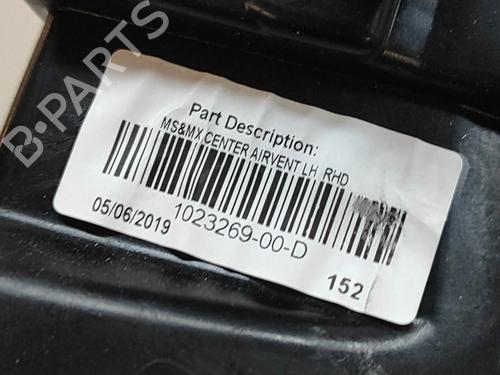 B-PARTS
Part Description:
MS&MX CENTER AIRVENT LH RHD
1023269-00-D
05/06/2019
152